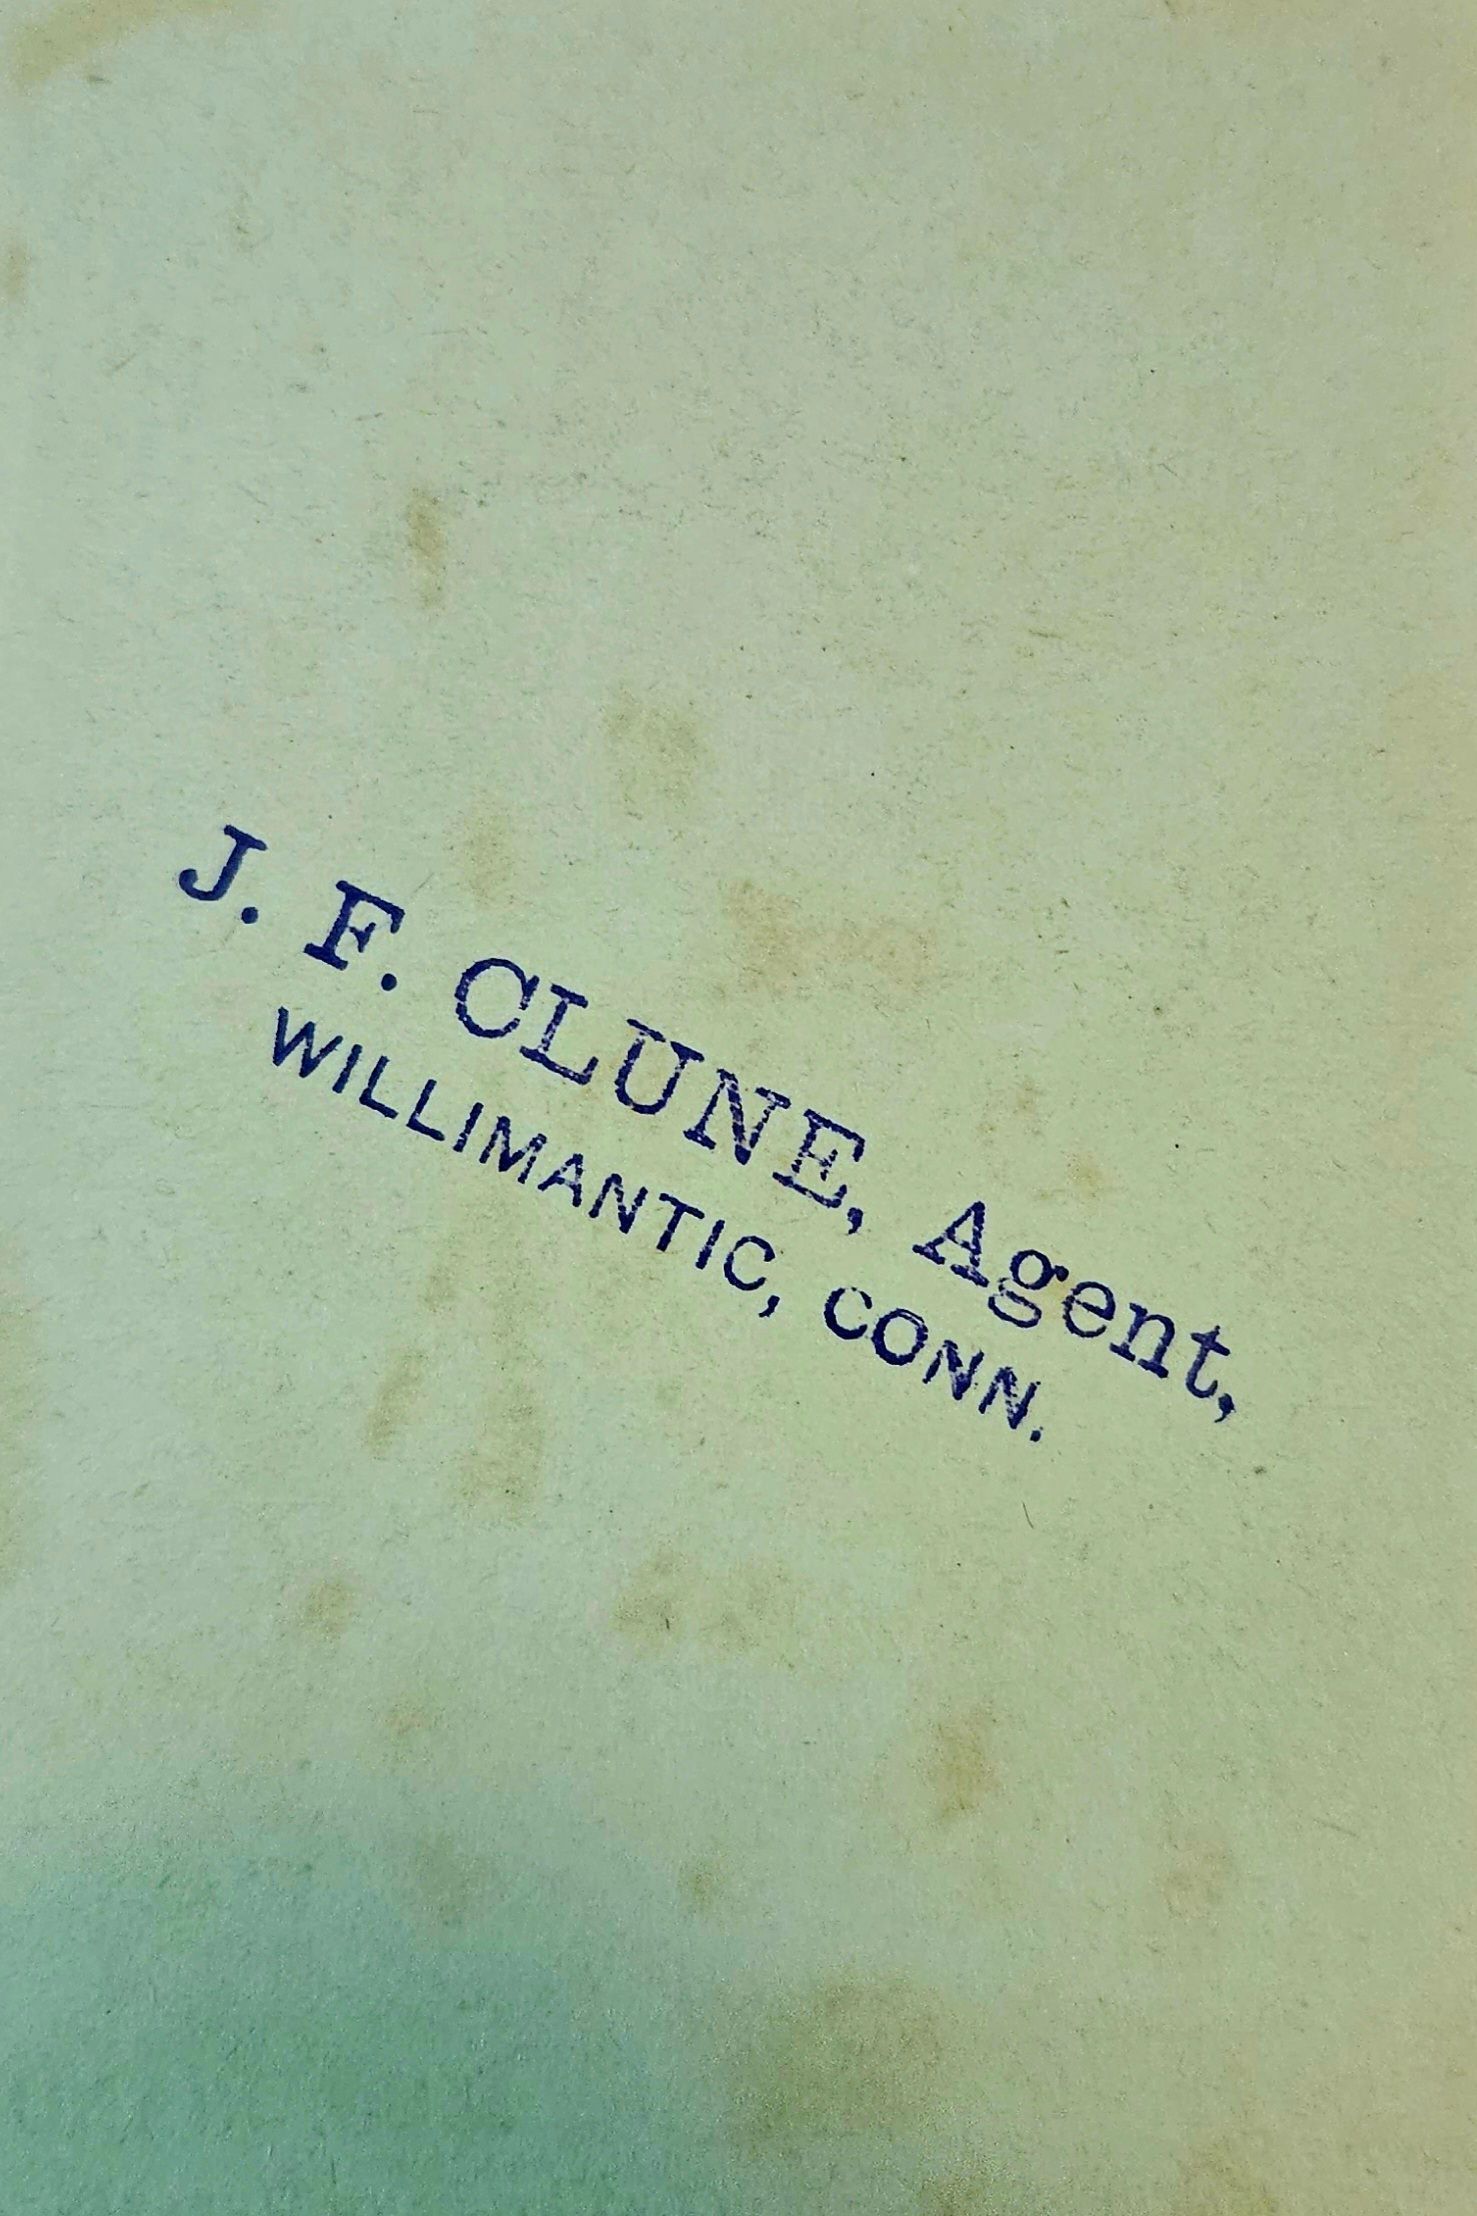 J. F. CLUNE, Agent,
WILLIMANTIC, CONN.